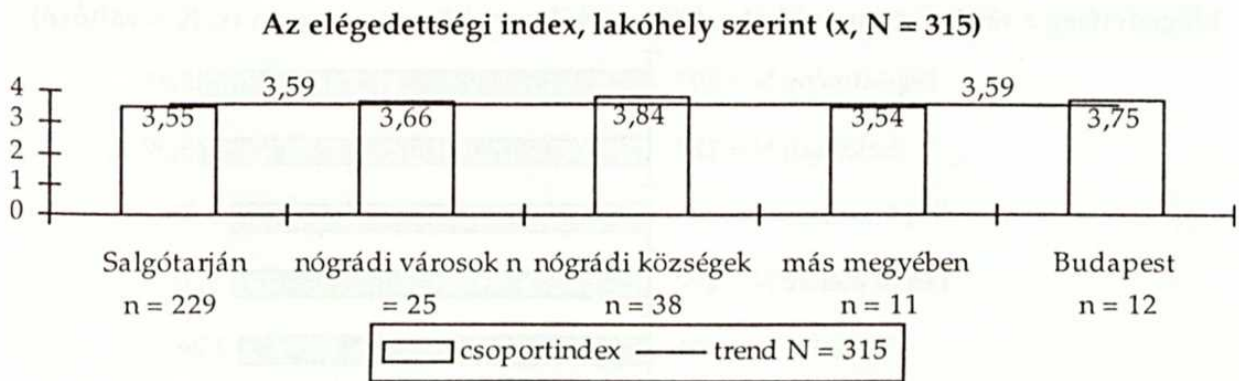 Az elégedettségi index, lakóhely szerint (x, N = 315)
4
3
2
1
0
3,59
3,59
3,55
3,66
3,84
3,54
3,75
Salgótarján
n = 229
nógrádi városok n
= 25
nógrádi községek
n = 38
más megyében
n = 11
Budapest
n = 12
csoportindex
trend N = 315